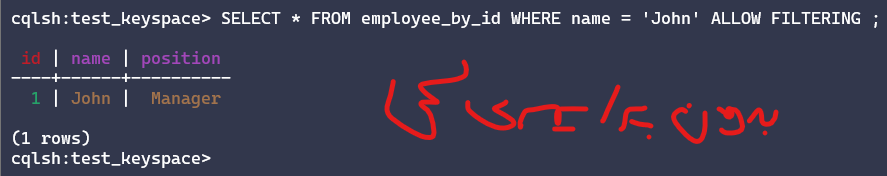 cqlsh:test_keyspace> SELECT * FROM employee_by_id WHERE name = 'John' ALLOW FILTERING ;
id | name | position
----+------+----------
1 | John | Manager
(1 rows)
cqlsh:test_keyspace>